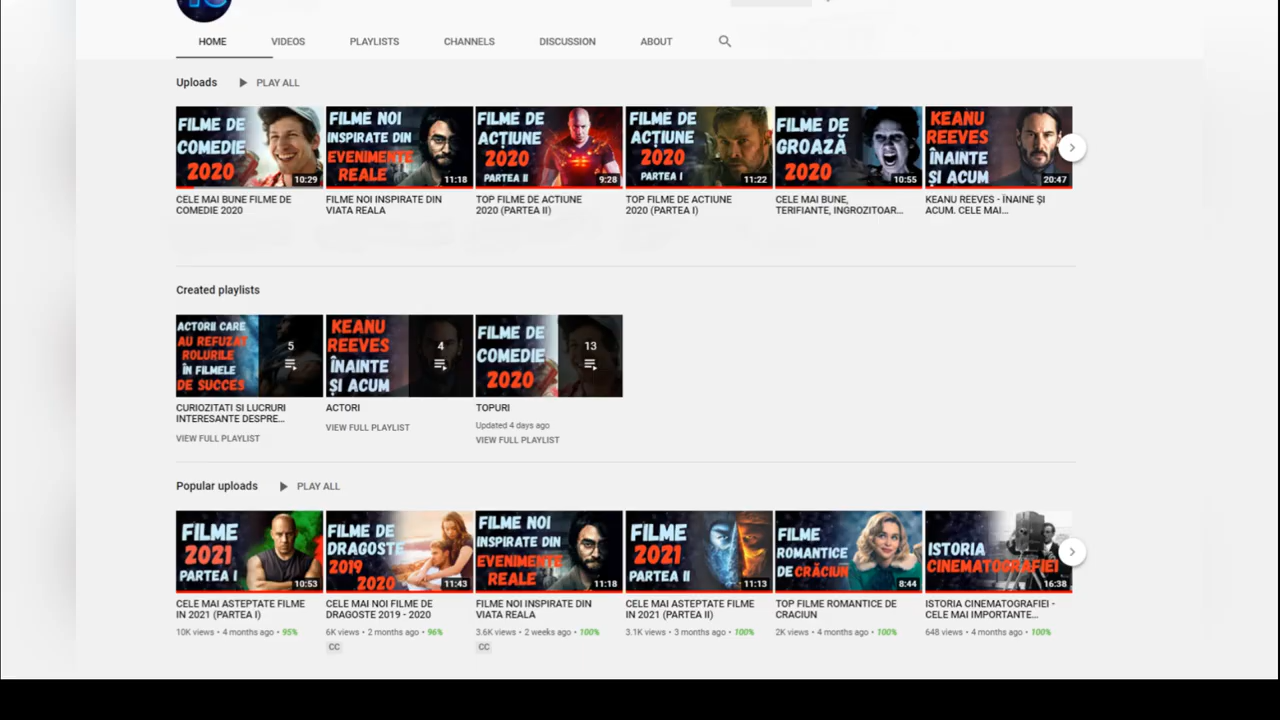 HOME
VIDEOS
PLAYLISTS
CHANNELS
DISCUSSION
ABOUT
Uploads
PLAY ALL
FILME DE
COMEDIE
2020
10:29
FILME NOI
INSPIRATE DIN
EVENIMENTE
REALE
11:18
FILME DE
ACȚIUNE
2020
PARTEA II
9:28
FILME DE
ACȚIUNE
2020
PARTEA I
11:22
FILME DE
GROAZĂ
2020
10:55
KEANU
REEVES
ÎNAINTE
ȘI ACUM
20:47
CELE MAI BUNE FILME DE
COMEDIE 2020
FILME NOI INSPIRATE DIN
VIATA REALA
TOP FILME DE ACTIUNE
2020 (PARTEA II)
TOP FILME DE ACTIUNE
2020 (PARTEA I)
CELE MAI BUNE,
TERIFIANTE, INGROZITOAR...
KEANU REEVES - ÎNAINE ȘI
ACUM. CELE MAI...
Created playlists
ACTORII CARE
AU REFUZAT
ROLURILE
ÎN FILMELE
DE SUCCES
5
KEANU
REEVES
ÎNAINTE
ȘI ACUM
4
FILME DE
COMEDIE
2020
13
CURIOZITATI SI LUCRURI
INTERESANTE DESPRE...
VIEW FULL PLAYLIST
ACTORI
VIEW FULL PLAYLIST
TOPURI
Updated 4 days ago
VIEW FULL PLAYLIST
Popular uploads
PLAY ALL
FILME
2021
PARTEA I
10:53
FILME DE
DRAGOSTE
2019
2020
11:43
FILME NOI
INSPIRATE DIN
EVENIMENTE
REALE
11:18
FILME
2021
PARTEA II
11:13
FILME
ROMANTICE
DE CRĂCIUN
8:44
ISTORIA
CINEMATOGRAFIEI
16:38
CELE MAI ASTEPTATE FILME
IN 2021 (PARTEA I)
10K views • 4 months ago • 95%
CELE MAI NOI FILME DE
DRAGOSTE 2019 - 2020
6K views • 2 months ago • 96%
CC
FILME NOI INSPIRATE DIN
VIATA REALA
3.6K views • 2 weeks ago • 100%
CC
CELE MAI ASTEPTATE FILME
IN 2021 (PARTEA II)
3.1K views • 3 months ago • 100%
TOP FILME ROMANTICE DE
CRACIUN
2K views • 4 months ago • 100%
ISTORIA CINEMATOGRAFIEI -
CELE MAI IMPORTANTE...
648 views • 4 months ago • 100%